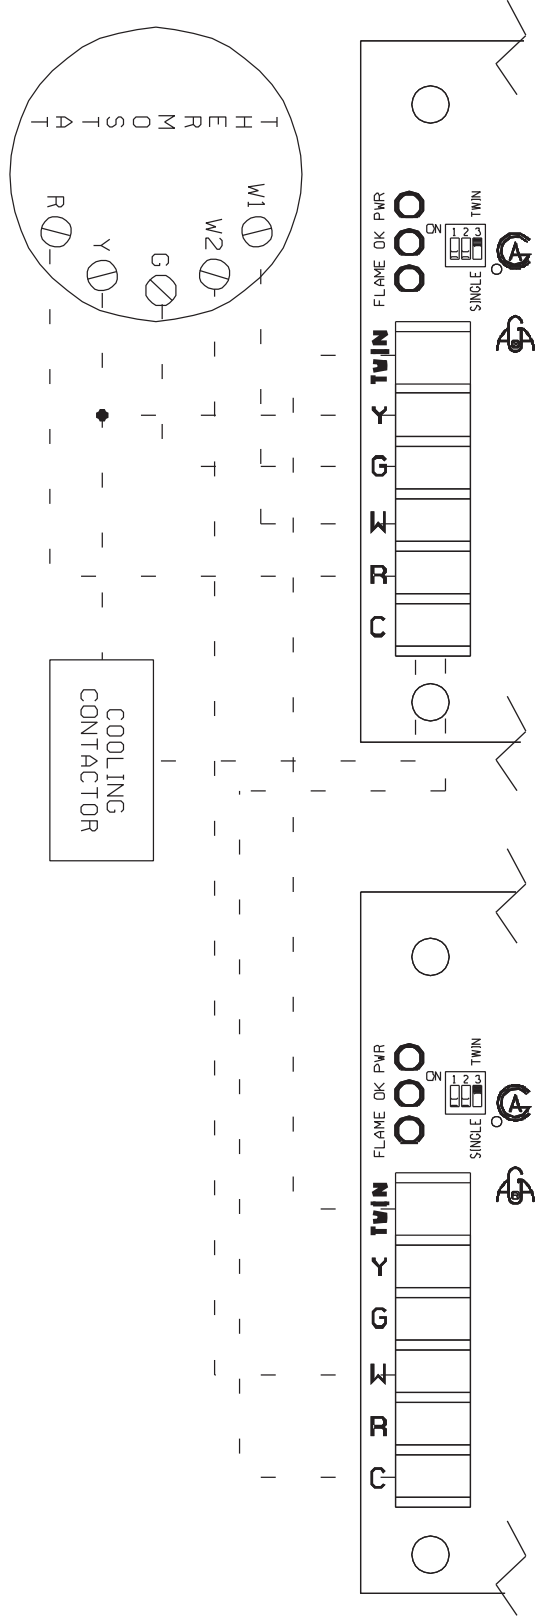 THERMOSTAT
R
Y
G
W2
W1
FLAME OK PWR
ON
1 2 3
TWIN
SINGLE
TWIN
Y
G
W
R
C
COOLING
CONTACTOR
FLAME OK PWR
ON
1 2 3
TWIN
SINGLE
TWIN
Y
G
W
R
C